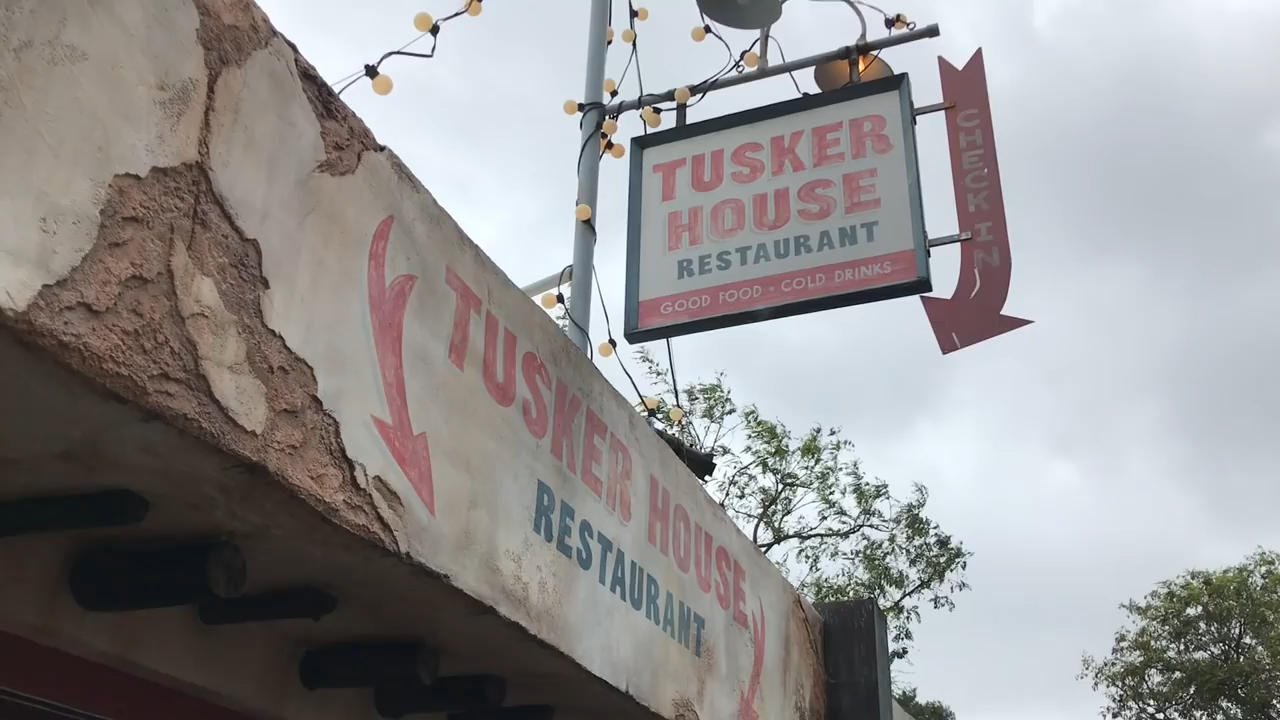 TUSKER
HOUSE
RESTAURANT
GOOD FOOD · COLD DRINKS
CHECK IN
TUSKER HOUSE
RESTAURANT